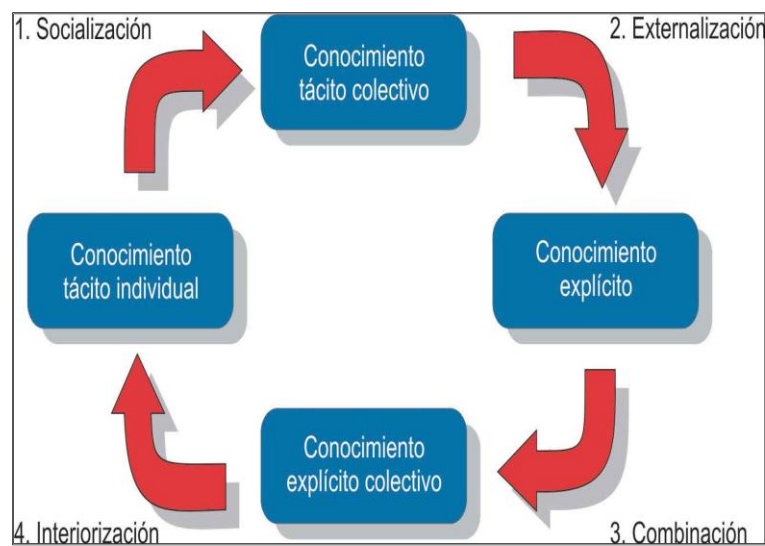 1. Socialización
2. Externalización
Conocimiento
tácito colectivo
Conocimiento
tácito individual
Conocimiento
explícito
Conocimiento
explícito colectivo
4. Interiorización
3. Combinación